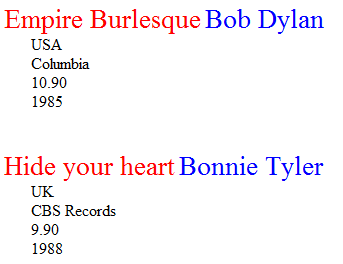 Empire Burlesque Bob Dylan
USA
Columbia
10.90
1985
Hide your heart Bonnie Tyler
UK
CBS Records
9.90
1988